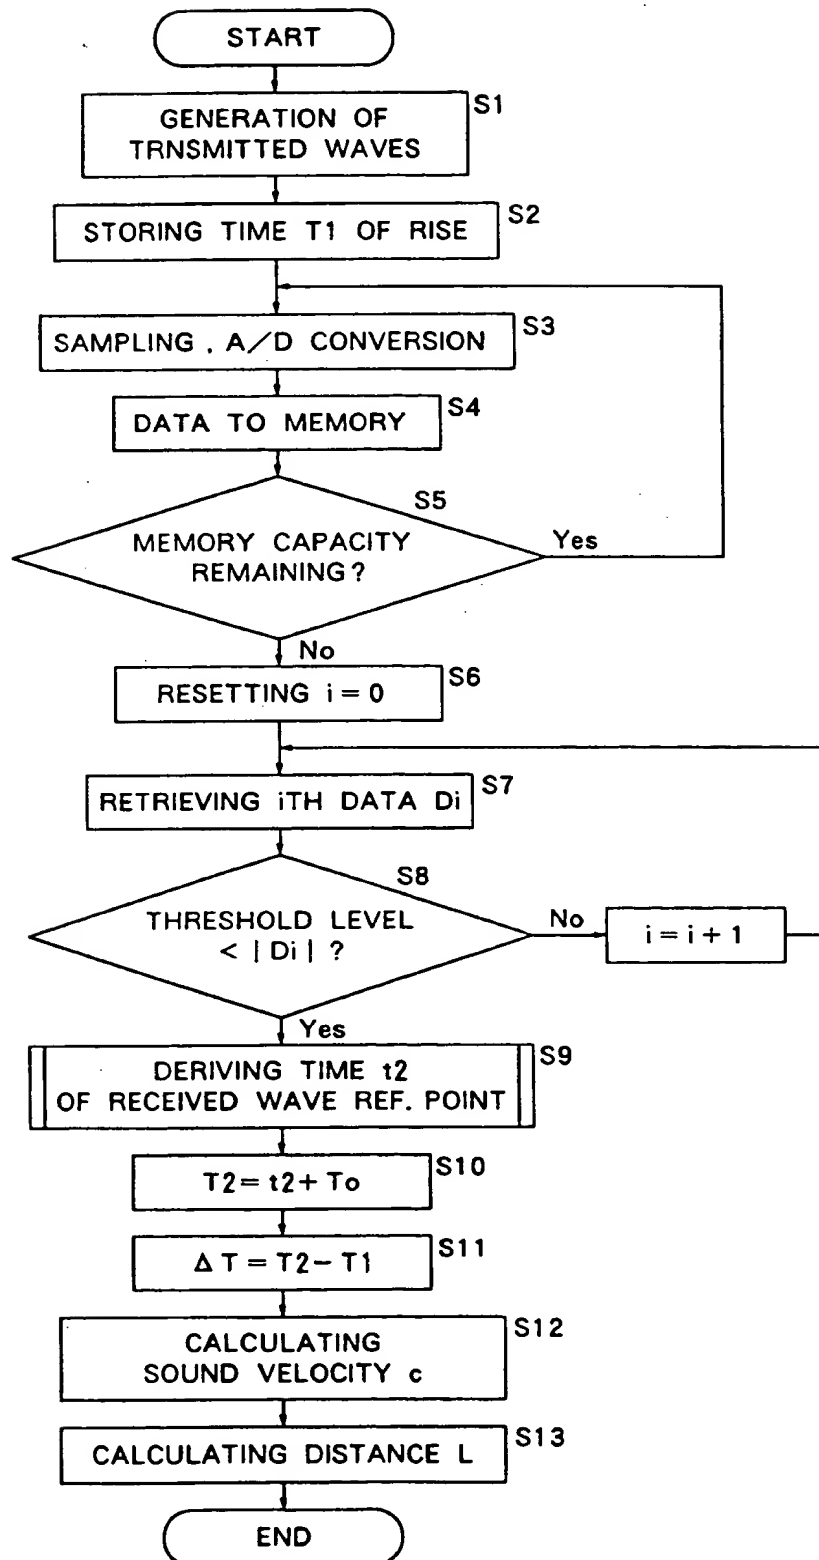 START
S1
GENERATION OF
TRNSMITTED WAVES
S2
STORING TIME T1 OF RISE
S3
SAMPLING , A/D CONVERSION
S4
DATA TO MEMORY
S5
MEMORY CAPACITY
REMAINING?
Yes
No
S6
RESETTING i = 0
S7
RETRIEVING iTH DATA Di
S8
THRESHOLD LEVEL
< | Di | ?
No
i = i + 1
Yes
S9
DERIVING TIME t2
OF RECEIVED WAVE REF. POINT
S10
T2 = t2 + To
S11
Δ T = T2 − T1
S12
CALCULATING
SOUND VELOCITY c
S13
CALCULATING DISTANCE L
END